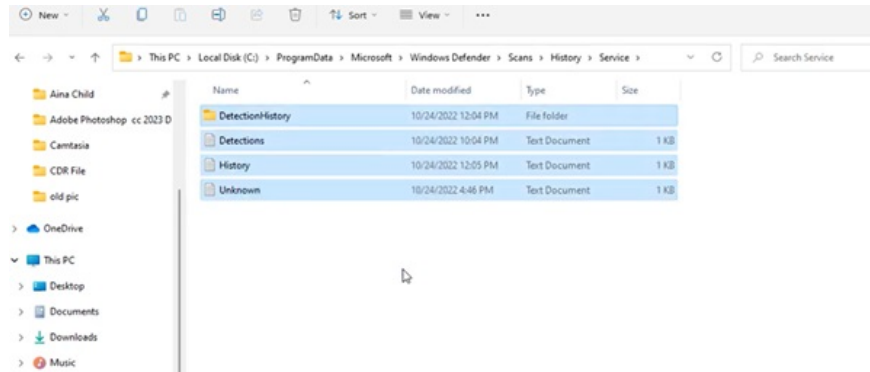 New Sort View ...
This PC > Local Disk (C:) > ProgramData > Microsoft > Windows Defender > Scans > History > Service > Search Service
Name Date modified Type Size
Aina Child
DetectionHistory 10/24/2022 12:04 PM File folder
Adobe Photoshop cc 2023 D
Detections 10/24/2022 10:04 PM Text Document 1 KB
Camtasia
History 10/24/2022 12:05 PM Text Document 1 KB
CDR File
Unknown 10/24/2022 4:46 PM Text Document 1 KB
old pic
OneDrive
This PC
Desktop
Documents
Downloads
Music